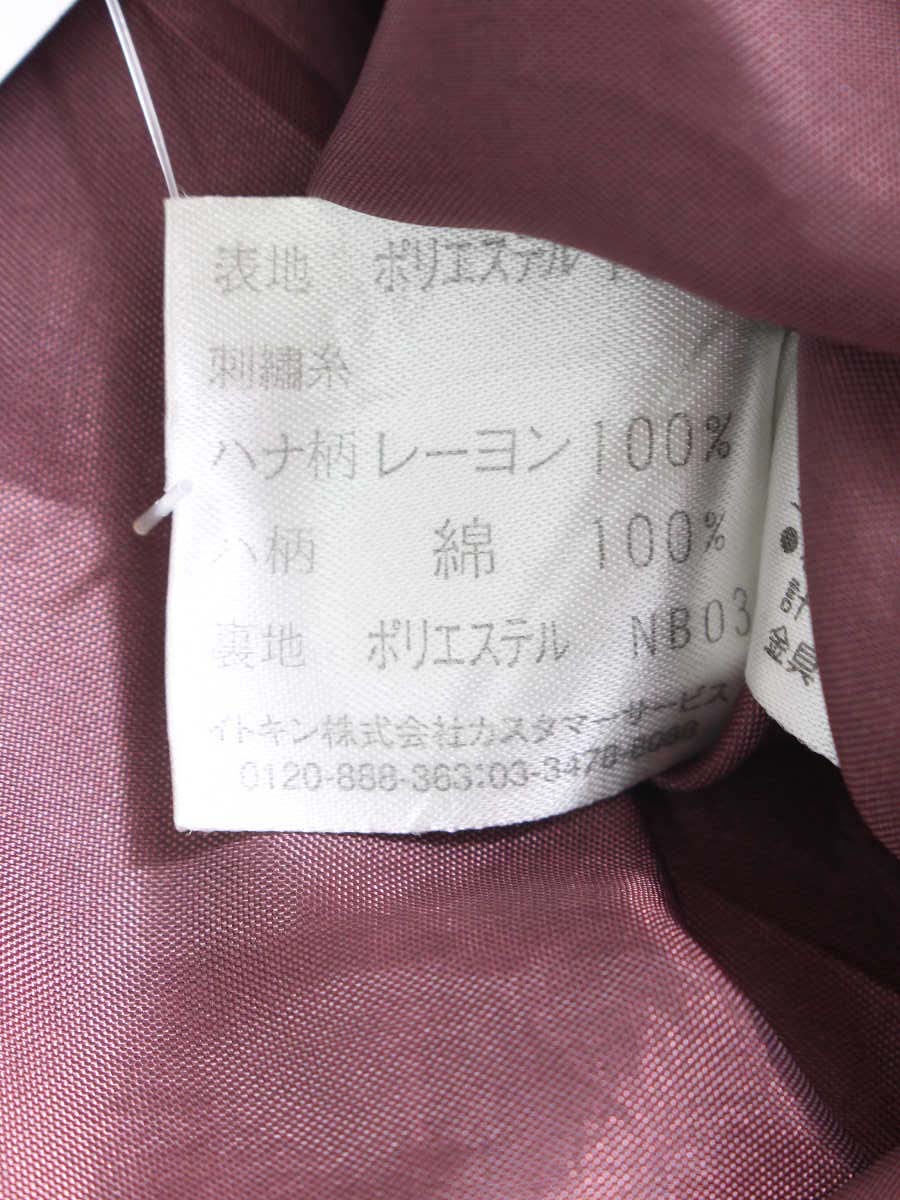 表地 ポリエステル
刺繍糸
ハナ柄 レーヨン 100%
ハ柄 綿 100%
裏地 ポリエステル NB03
イトキン株式会社カスタマーサービス
0120-888-363:03-3478-8088
計